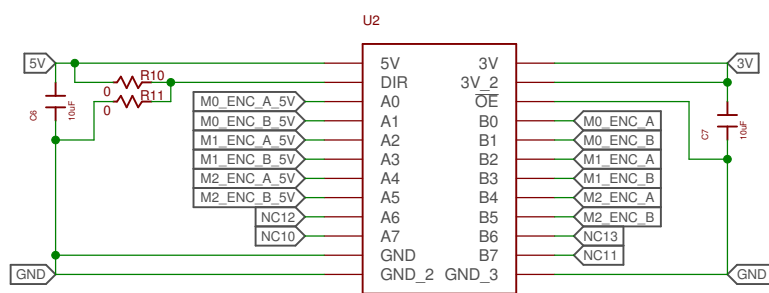 U2
5V
R10
0
R11
0
C6
10uF
M0_ENC_A_5V
M0_ENC_B_5V
M1_ENC_A_5V
M1_ENC_B_5V
M2_ENC_A_5V
M2_ENC_B_5V
NC12
NC10
GND
5V 3V
DIR 3V_2
A0 OE
A1 B0
A2 B1
A3 B2
A4 B3
A5 B4
A6 B5
A7 B6
GND B7
GND_2 GND_3
3V
C7
10uF
M0_ENC_A
M0_ENC_B
M1_ENC_A
M1_ENC_B
M2_ENC_A
M2_ENC_B
NC13
NC11
GND